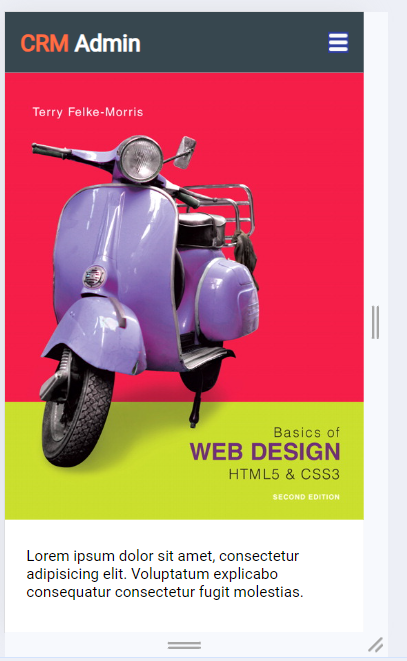 CRM Admin
Terry Felke-Morris
Basics of
WEB DESIGN
HTML5 & CSS3
SECOND EDITION
Lorem ipsum dolor sit amet, consectetur
adipisicing elit. Voluptatum explicabo
consequatur consectetur fugit molestias.